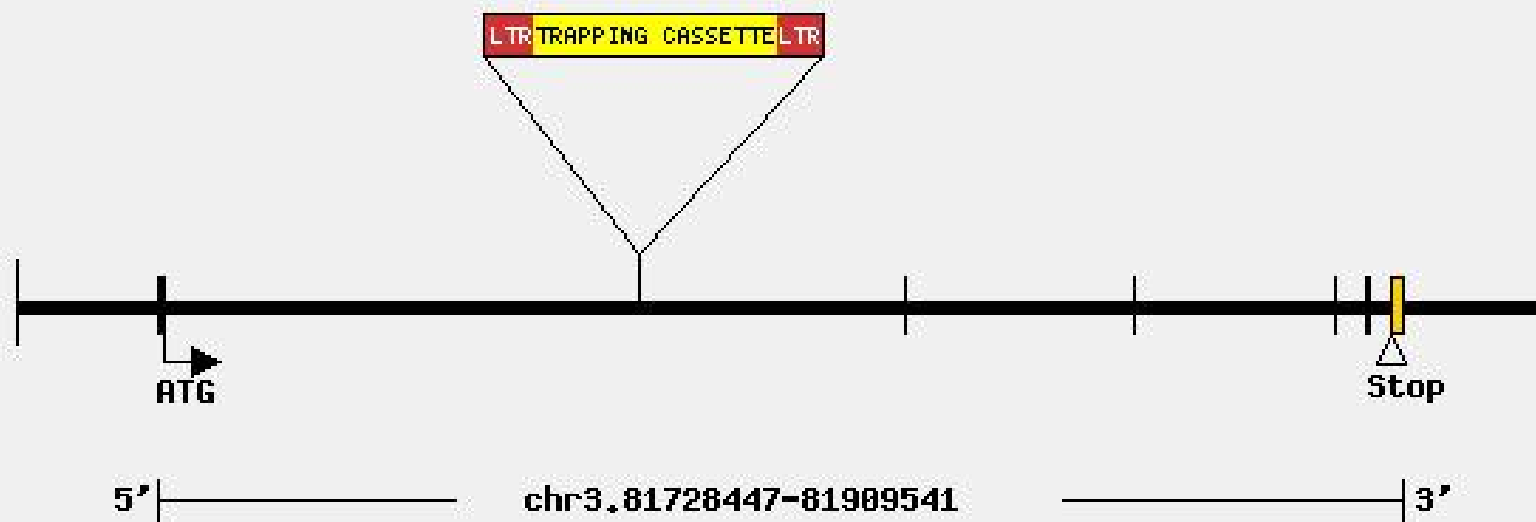 LTR TRAPPING CASSETTE LTR
ATG
Stop
5’ chr3.81728447-81909541 3’